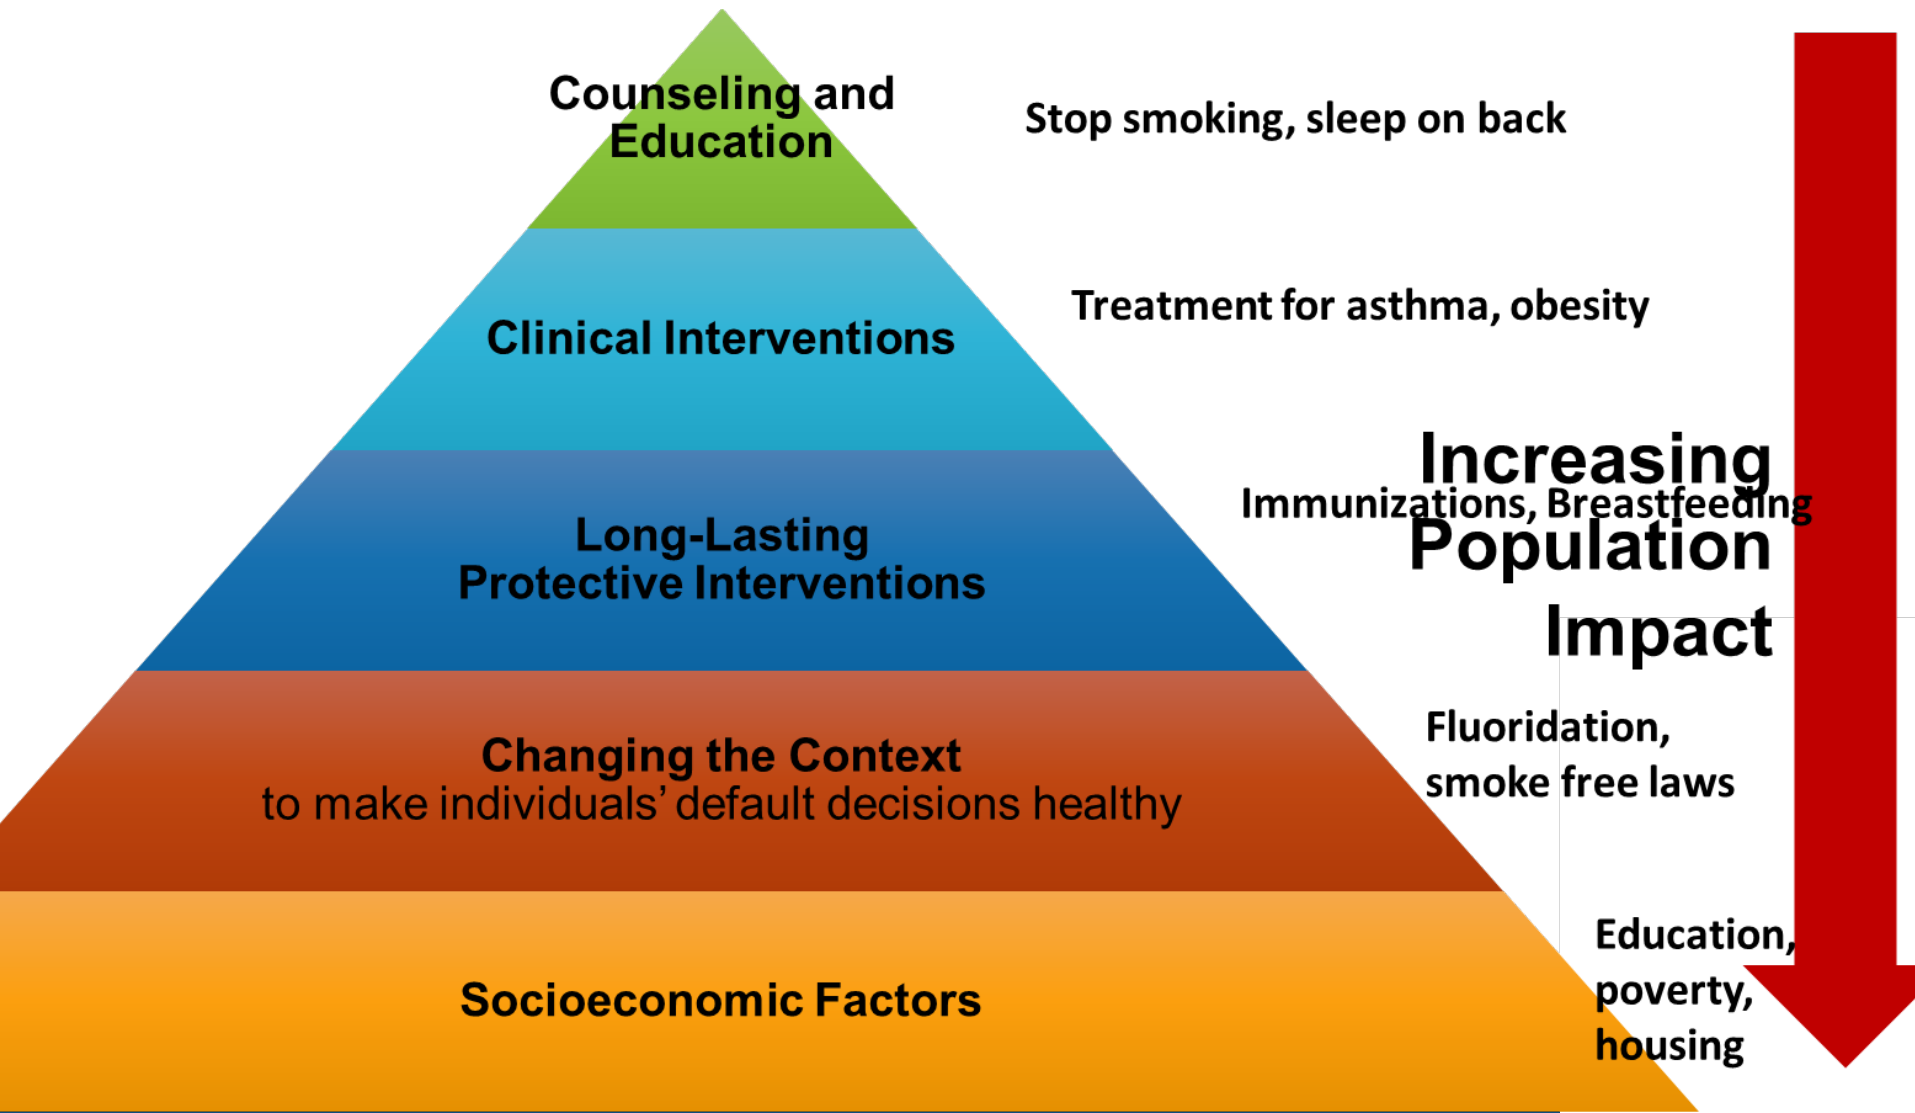 Counseling and
Education
Stop smoking, sleep on back
Clinical Interventions
Treatment for asthma, obesity
Long-Lasting
Protective Interventions
Immunizations, Breastfeeding
Increasing
Population
Impact
Changing the Context
to make individuals’ default decisions healthy
Fluoridation,
smoke free laws
Socioeconomic Factors
Education,
poverty,
housing